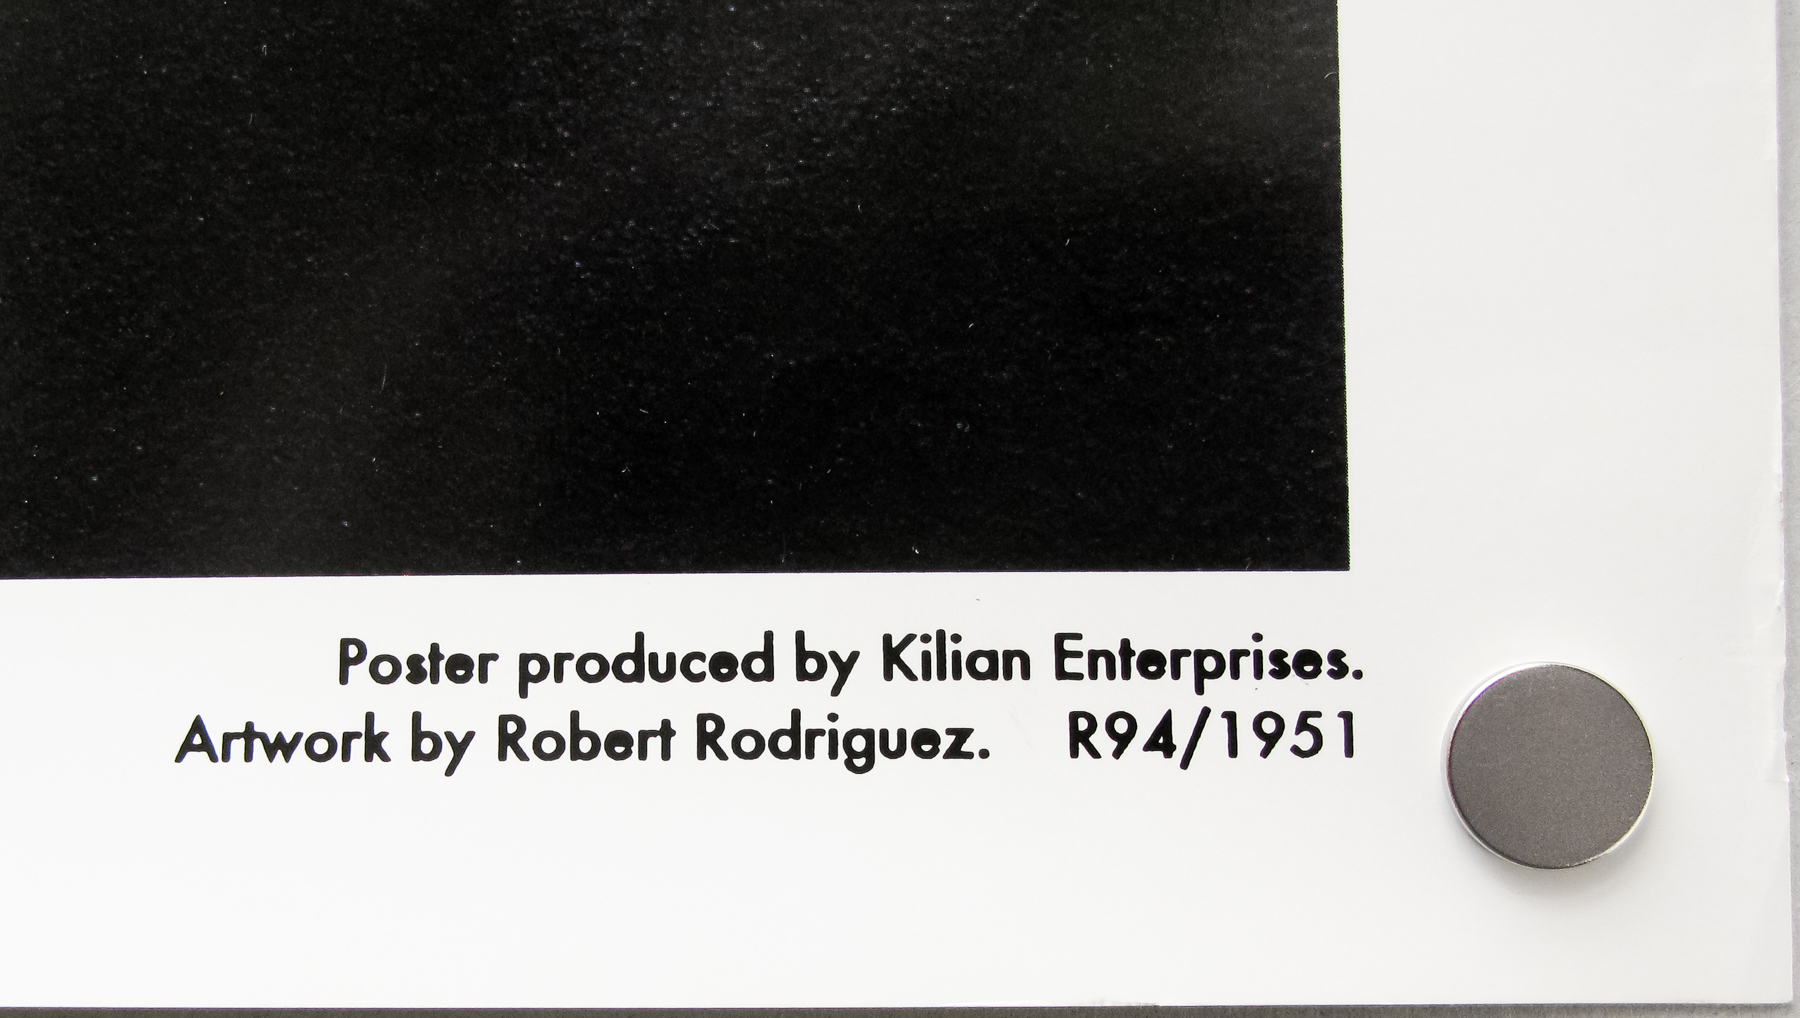 Poster produced by Kilian Enterprises.
Artwork by Robert Rodriguez. R94/1951